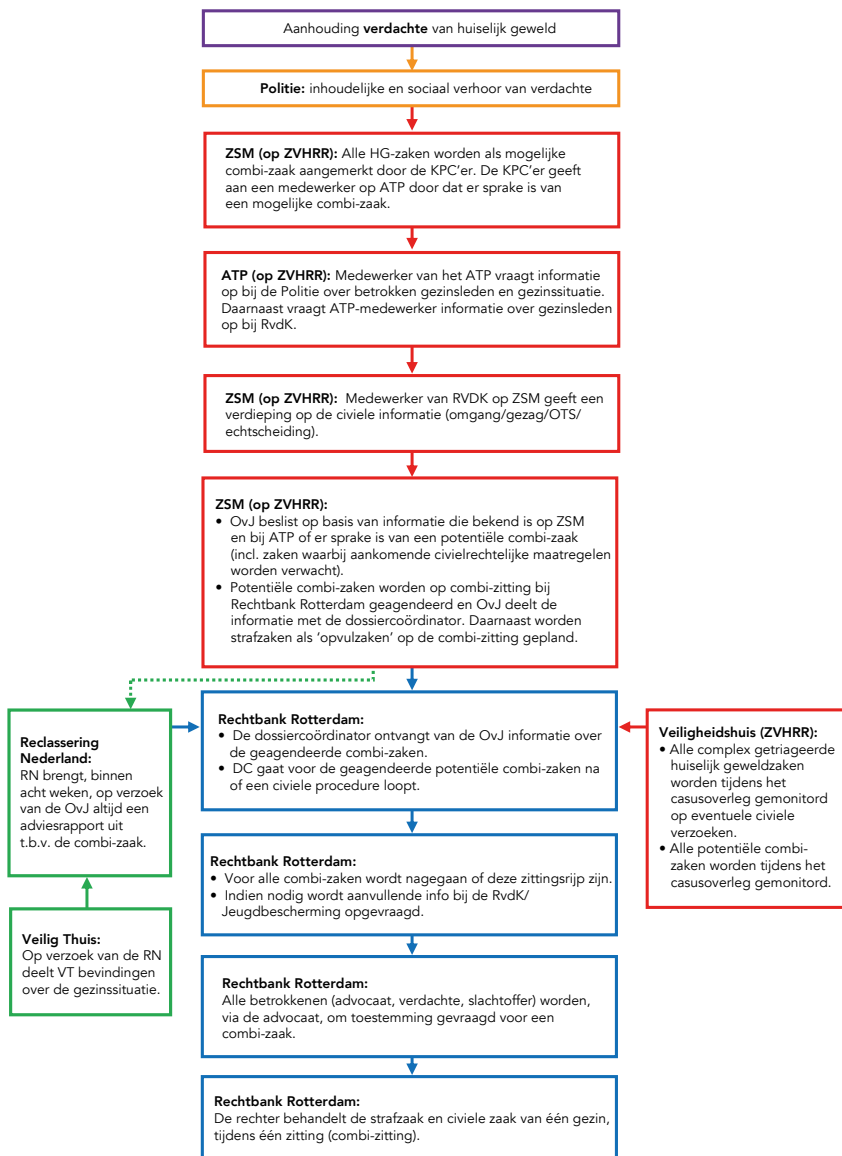 Aanhouding verdachte van huiselijk geweld
Politie: inhoudelijke en sociaal verhoor van verdachte
ZSM (op ZVHRR): Alle HG-zaken worden als mogelijke
combi-zaak aangemerkt door de KPC'er. De KPC'er geeft
aan een medewerker op ATP door dat er sprake is van
een mogelijke combi-zaak.
ATP (op ZVHRR): Medewerker van het ATP vraagt informatie
op bij de Politie over betrokken gezinsleden en gezinssituatie.
Daarnaast vraagt ATP-medewerker informatie over gezinsleden
op bij RvdK.
ZSM (op ZVHRR): Medewerker van RVDK op ZSM geeft een
verdieping op de civiele informatie (omgang/gezag/OTS/
echtscheiding).
ZSM (op ZVHRR):
• OvJ beslist op basis van informatie die bekend is op ZSM
en bij ATP of er sprake is van een potentiële combi-zaak
(incl. zaken waarbij aankomende civielrechtelijke maatregelen
worden verwacht).
• Potentiële combi-zaken worden op combi-zitting bij
Rechtbank Rotterdam geagendeerd en OvJ deelt de
informatie met de dossiercoördinator. Daarnaast worden
strafzaken als 'opvulzaken' op de combi-zitting gepland.
Reclassering
Nederland:
RN brengt, binnen
acht weken, op verzoek
van de OvJ altijd een
adviesrapport uit
t.b.v. de combi-zaak.
Veilig Thuis:
Op verzoek van de RN
deelt VT bevindingen
over de gezinssituatie.
Rechtbank Rotterdam:
• De dossiercoördinator ontvangt van de OvJ informatie over
de geagendeerde combi-zaken.
• DC gaat voor de geagendeerde potentiële combi-zaken na
of een civiele procedure loopt.
Veiligheidshuis (ZVHRR):
• Alle complex getriageerde
huiselijk geweldzaken
worden tijdens het
casusoverleg gemonitord
op eventuele civiele
verzoeken.
• Alle potentiële combi-
zaken worden tijdens het
casusoverleg gemonitord.
Rechtbank Rotterdam:
• Voor alle combi-zaken wordt nagegaan of deze zittingsrijp zijn.
• Indien nodig wordt aanvullende info bij de RvdK/
Jeugdbescherming opgevraagd.
Rechtbank Rotterdam:
Alle betrokkenen (advocaat, verdachte, slachtoffer) worden,
via de advocaat, om toestemming gevraagd voor een
combi-zaak.
Rechtbank Rotterdam:
De rechter behandelt de strafzaak en civiele zaak van één gezin,
tijdens één zitting (combi-zitting).